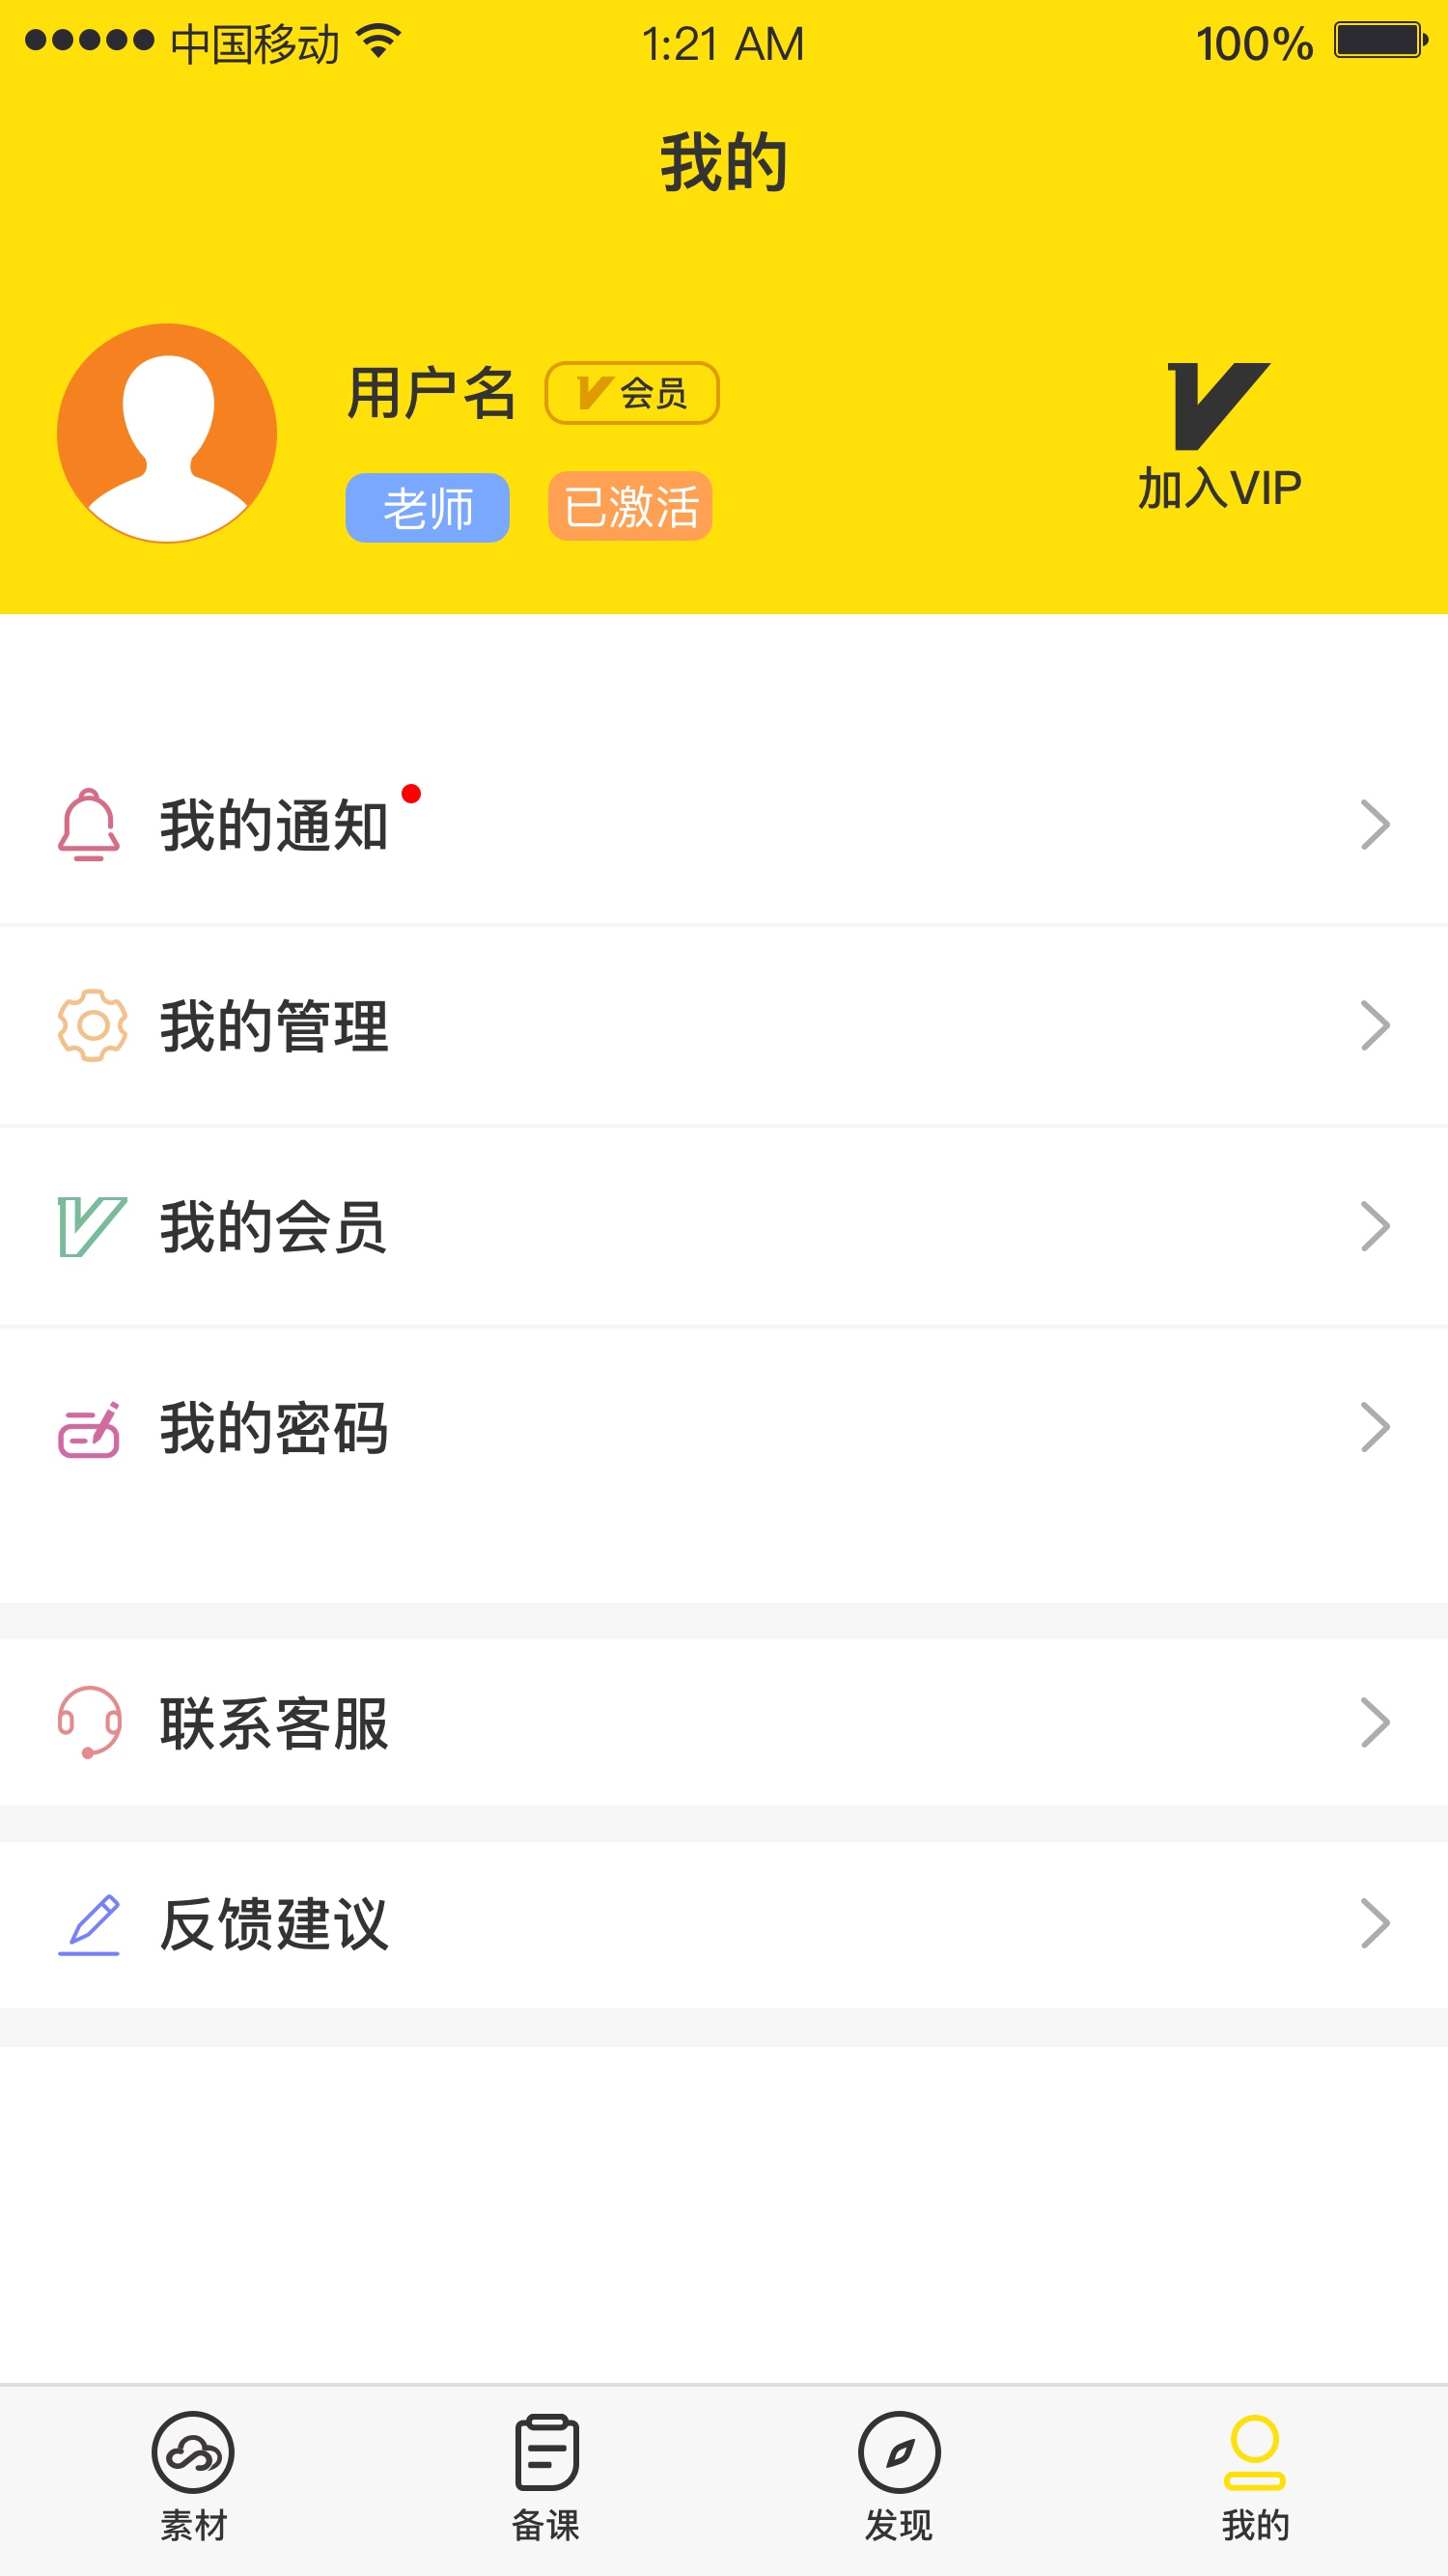 中国移动 1:21 AM 100%
我的
用户名 会员
老师 已激活
加入VIP
我的通知
我的管理
我的会员
我的密码
联系客服
反馈建议
素材 备课 发现 我的